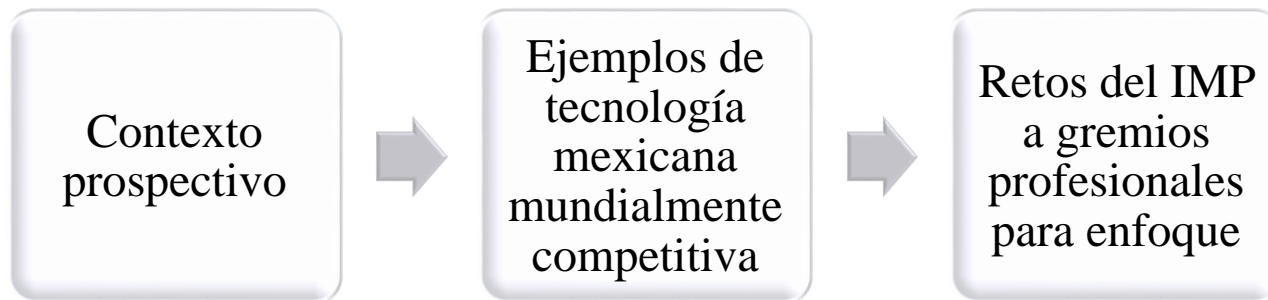 Contexto
prospectivo
Ejemplos de
tecnología
mexicana
mundialmente
competitiva
Retos del IMP
a gremios
profesionales
para enfoque